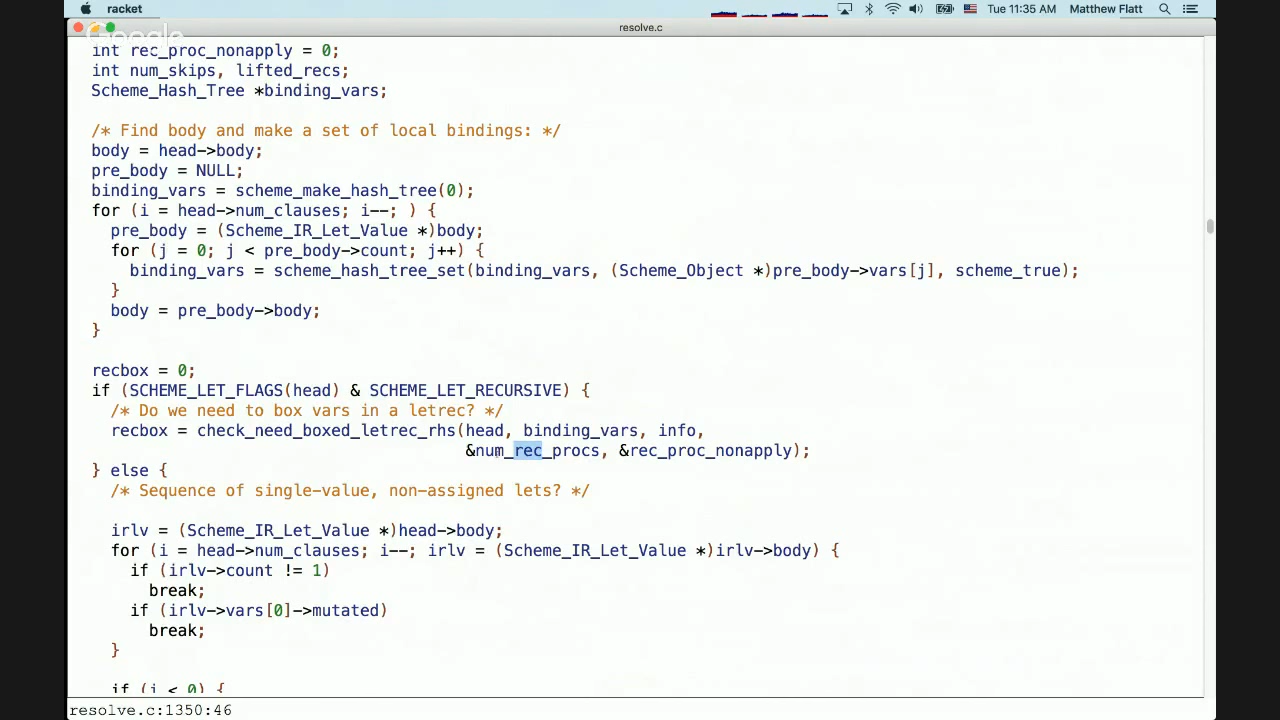 racket
Tue 11:35 AM Matthew Flatt
resolve.c
Google
int rec_proc_nonapply = 0;
int num_skips, lifted_recs;
Scheme_Hash_Tree *binding_vars;
/* Find body and make a set of local bindings: */
body = head->body;
pre_body = NULL;
binding_vars = scheme_make_hash_tree(0);
for (i = head->num_clauses; i--; ) {
pre_body = (Scheme_IR_Let_Value *)body;
for (j = 0; j < pre_body->count; j++) {
binding_vars = scheme_hash_tree_set(binding_vars, (Scheme_Object *)pre_body->vars[j], scheme_true);
}
body = pre_body->body;
}
recbox = 0;
if (SCHEME_LET_FLAGS(head) & SCHEME_LET_RECURSIVE) {
/* Do we need to box vars in a letrec? */
recbox = check_need_boxed_letrec_rhs(head, binding_vars, info,
&num_rec_procs, &rec_proc_nonapply);
} else {
/* Sequence of single-value, non-assigned lets? */
irlv = (Scheme_IR_Let_Value *)head->body;
for (i = head->num_clauses; i--; irlv = (Scheme_IR_Let_Value *)irlv->body) {
if (irlv->count != 1)
break;
if (irlv->vars[0]->mutated)
break;
}
if (i < 0) {
resolve.c:1350:46